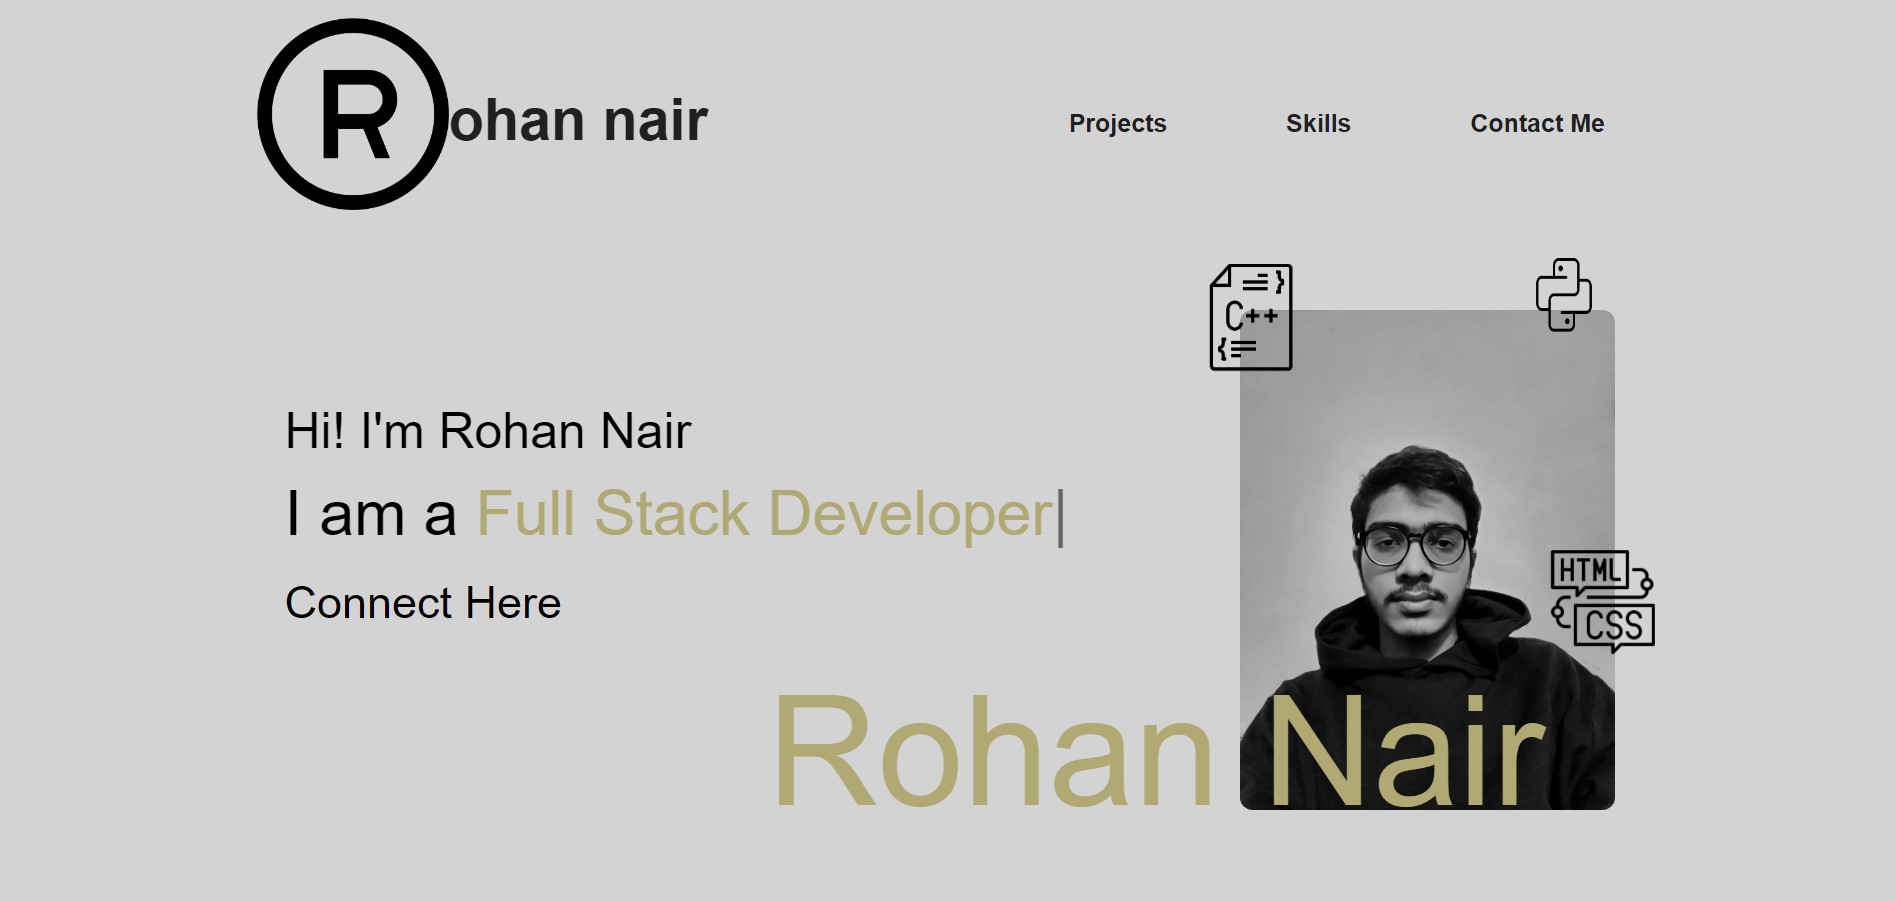 Rohan nair
Projects
Skills
Contact Me
=}
C++
{=
Hi! I'm Rohan Nair
I am a Full Stack Developer|
Connect Here
HTML
CSS
Rohan Nair